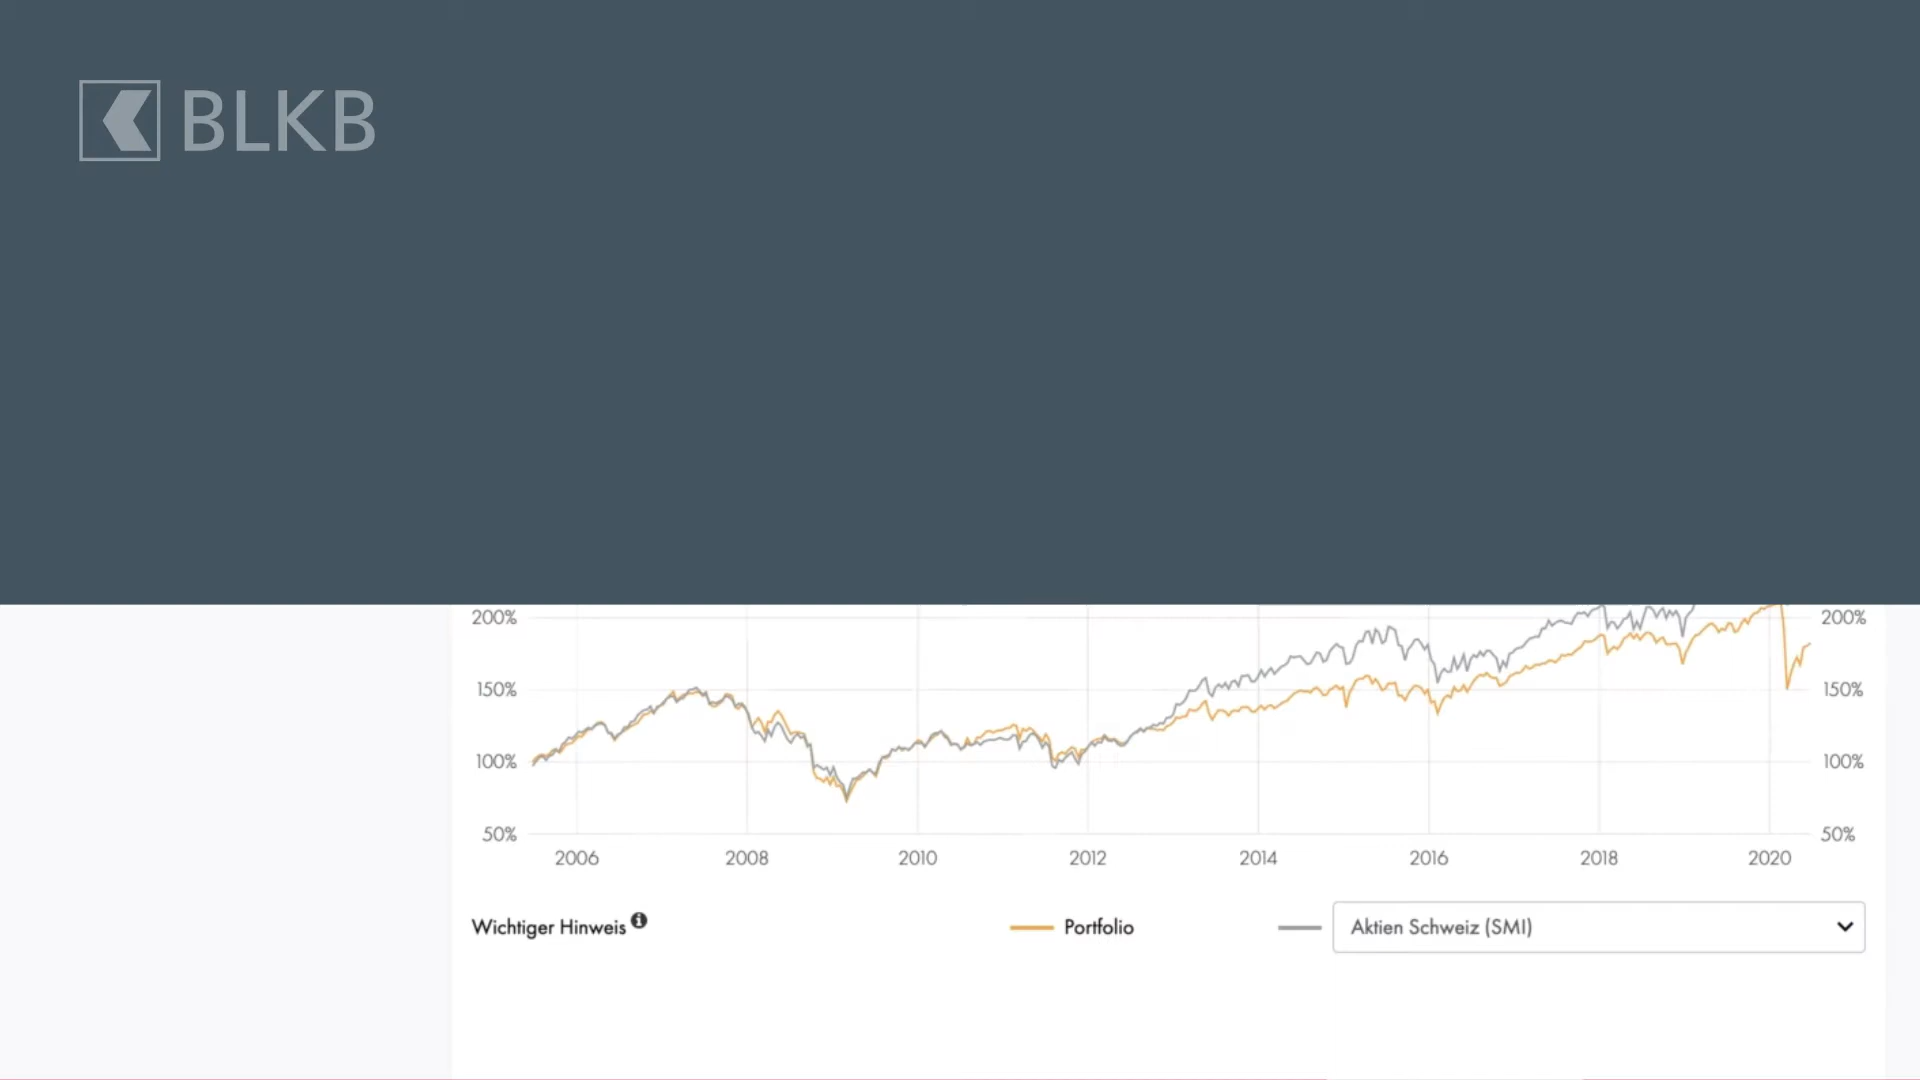 BLKB
200% 200%
150% 150%
100% 100%
50% 50%
2006 2008 2010 2012 2014 2016 2018 2020
Wichtiger Hinweis Portfolio Aktien Schweiz (SMI)